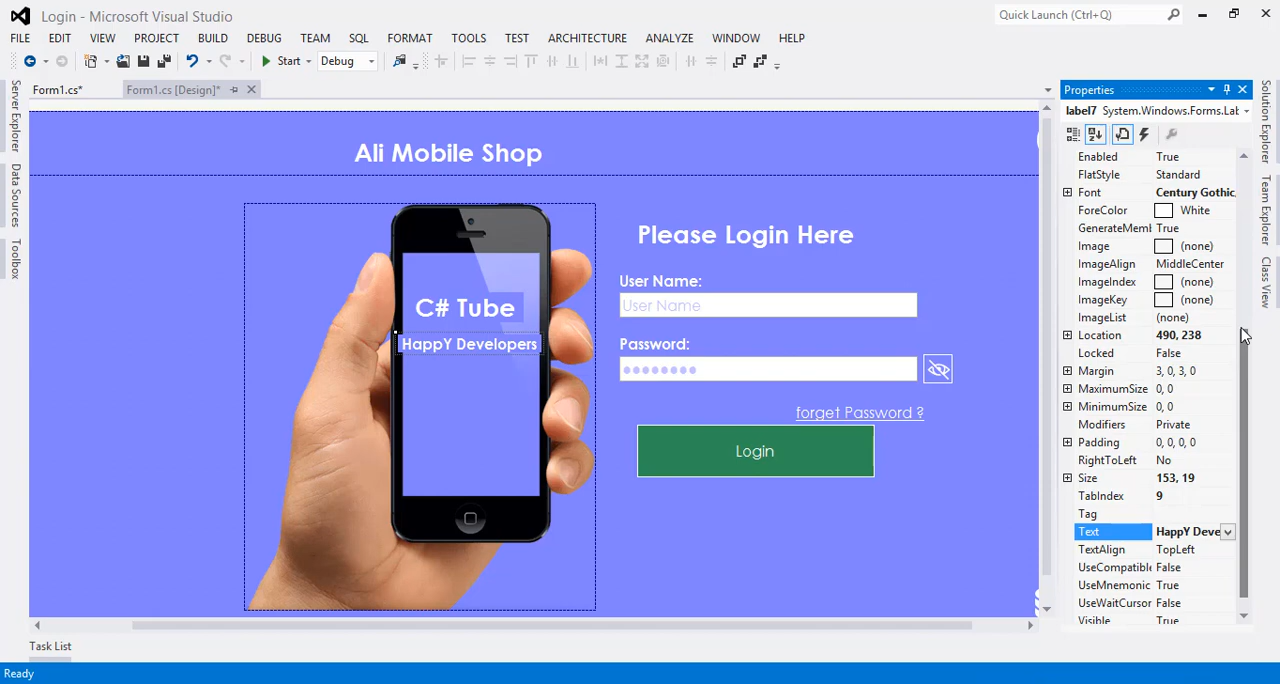 Login - Microsoft Visual Studio
Quick Launch (Ctrl+Q)
FILE EDIT VIEW PROJECT BUILD DEBUG TEAM SQL FORMAT TOOLS TEST ARCHITECTURE ANALYZE WINDOW HELP
Start Debug
Form1.cs* Form1.cs [Design]*
Server Explorer
Data Sources
Toolbox
Ali Mobile Shop
C# Tube
HappY Developers
Please Login Here
User Name:
User Name
Password:
forget Password ?
Login
Properties
label7 System.Windows.Forms.Lab
Enabled True
FlatStyle Standard
Font Century Gothic,
ForeColor White
GenerateMemb True
Image (none)
ImageAlign MiddleCenter
ImageIndex (none)
ImageKey (none)
ImageList (none)
Location 490, 238
Locked False
Margin 3, 0, 3, 0
MaximumSize 0, 0
MinimumSize 0, 0
Modifiers Private
Padding 0, 0, 0, 0
RightToLeft No
Size 153, 19
TabIndex 9
Tag
Text HappY Deve
TextAlign TopLeft
UseCompatible False
UseMnemonic True
UseWaitCursor False
Visible True
Solution Explorer
Team Explorer
Class View
Task List
Ready